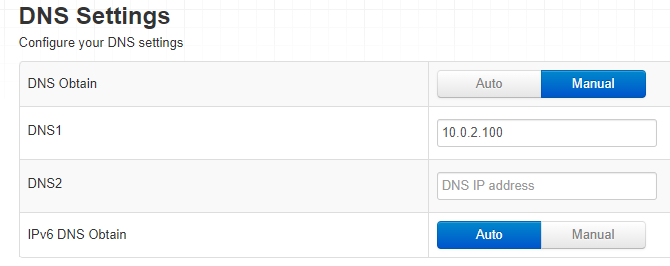 DNS Settings
Configure your DNS settings
DNS Obtain Auto Manual
DNS1 10.0.2.100
DNS2 DNS IP address
IPv6 DNS Obtain Auto Manual